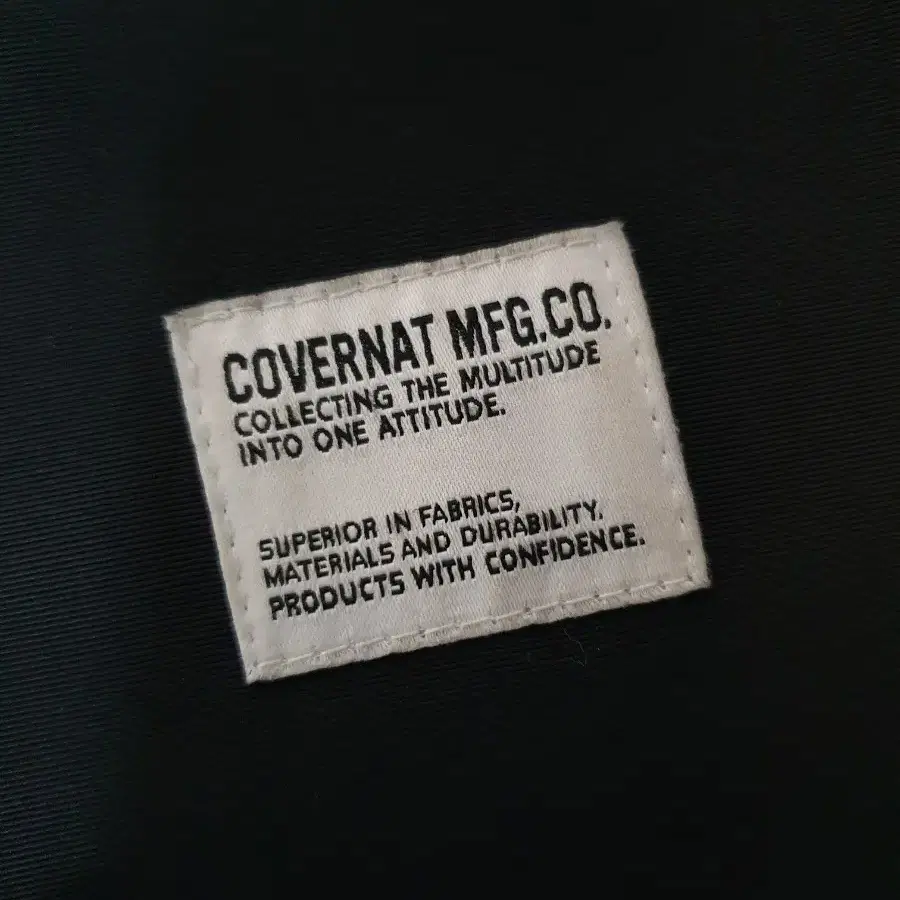 COVERNAT MFG.CO.
COLLECTING THE MULTITUDE
INTO ONE ATTITUDE.
SUPERIOR IN FABRICS,
MATERIALS AND DURABILITY.
PRODUCTS WITH CONFIDENCE.